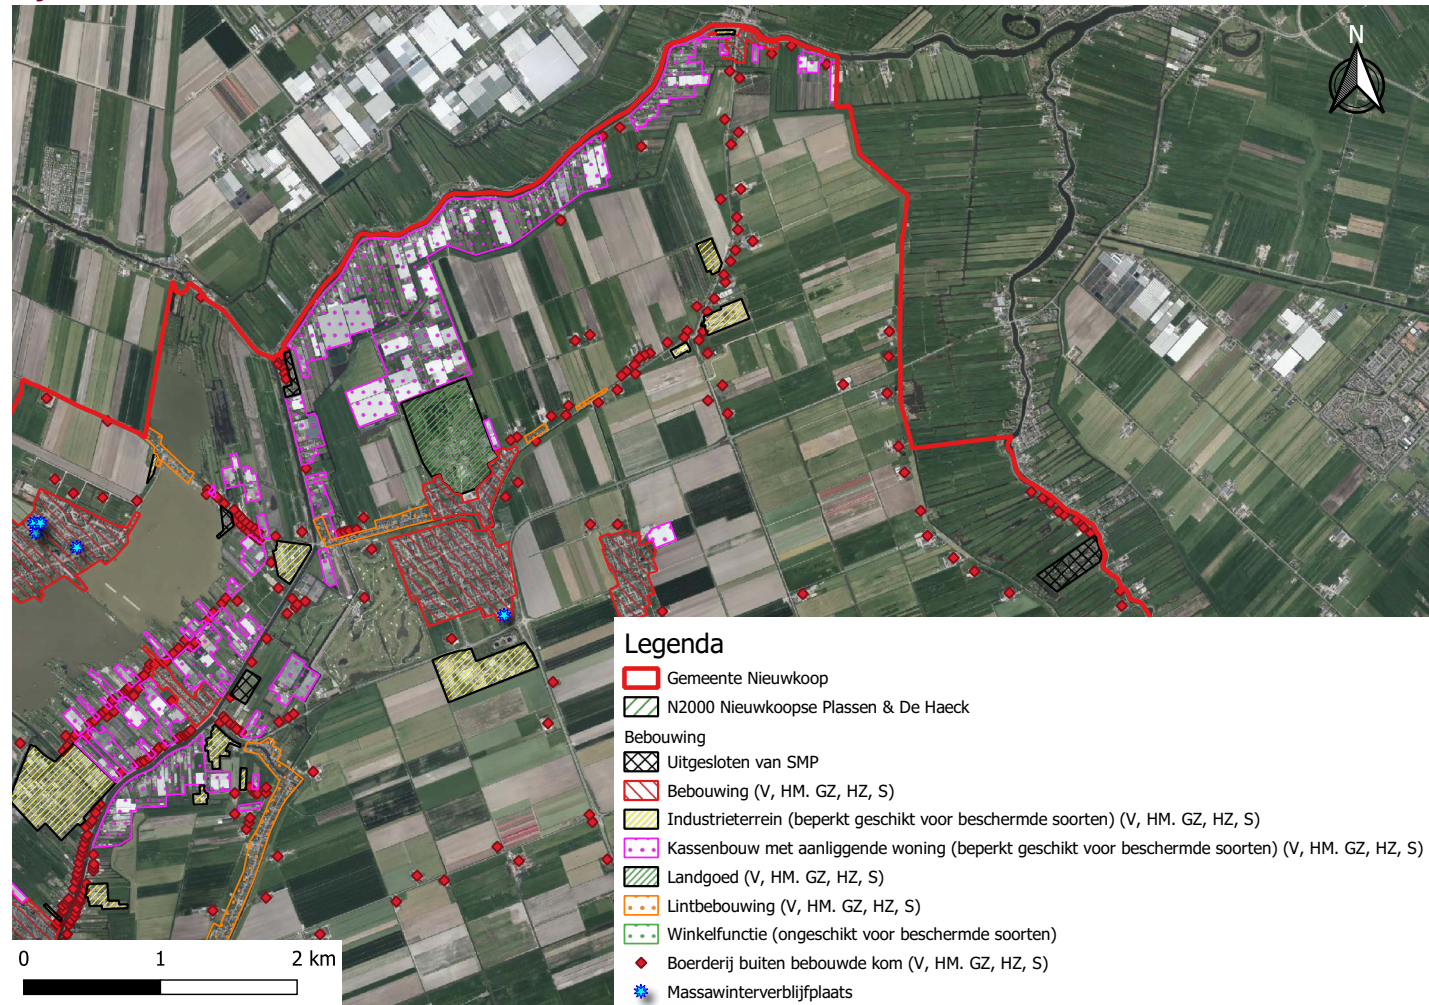 N
Legenda
Gemeente Nieuwkoop
N2000 Nieuwkoopse Plassen & De Haeck
Bebouwing
Uitgesloten van SMP
Bebouwing (V, HM. GZ, HZ, S)
Industrieterrein (beperkt geschikt voor beschermde soorten) (V, HM. GZ, HZ, S)
Kassenbouw met aanliggende woning (beperkt geschikt voor beschermde soorten) (V, HM. GZ, HZ, S)
Landgoed (V, HM. GZ, HZ, S)
Lintbebouwing (V, HM. GZ, HZ, S)
Winkelfunctie (ongeschikt voor beschermde soorten)
Boerderij buiten bebouwde kom (V, HM. GZ, HZ, S)
Massawinterverblijfplaats
0 1 2 km